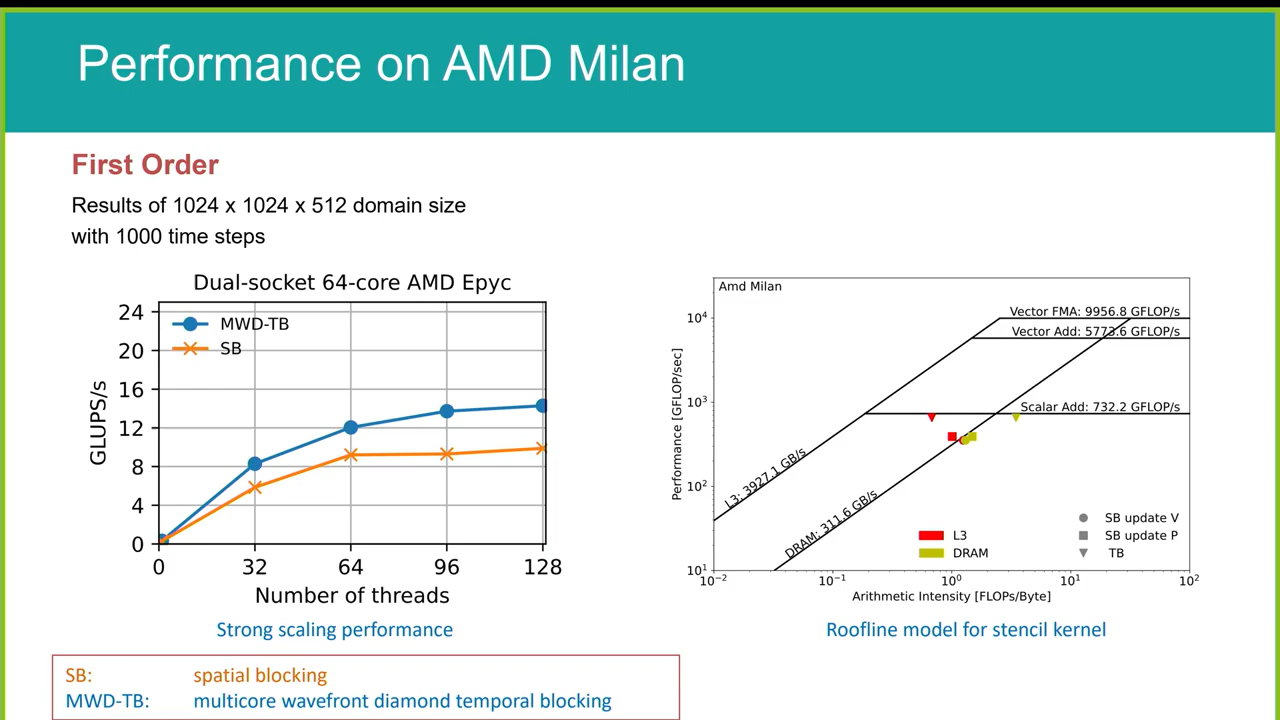 Performance on AMD Milan
First Order
Results of 1024 x 1024 x 512 domain size
with 1000 time steps
Dual-socket 64-core AMD Epyc
MWD-TB
SB
24
20
16
12
8
4
0
GLUPS/s
0 32 64 96 128
Number of threads
Strong scaling performance
SB: spatial blocking
MWD-TB: multicore wavefront diamond temporal blocking
Amd Milan
Vector FMA: 9956.8 GFLOP/s
Vector Add: 5773.6 GFLOP/s
Scalar Add: 732.2 GFLOP/s
L3: 3927.1 GB/s
DRAM: 311.6 GB/s
10⁴
10³
10²
10¹
Performance [GFLOP/sec]
L3
DRAM
SB update V
SB update P
TB
10⁻² 10⁻¹ 10⁰ 10¹ 10²
Arithmetic Intensity [FLOPs/Byte]
Roofline model for stencil kernel